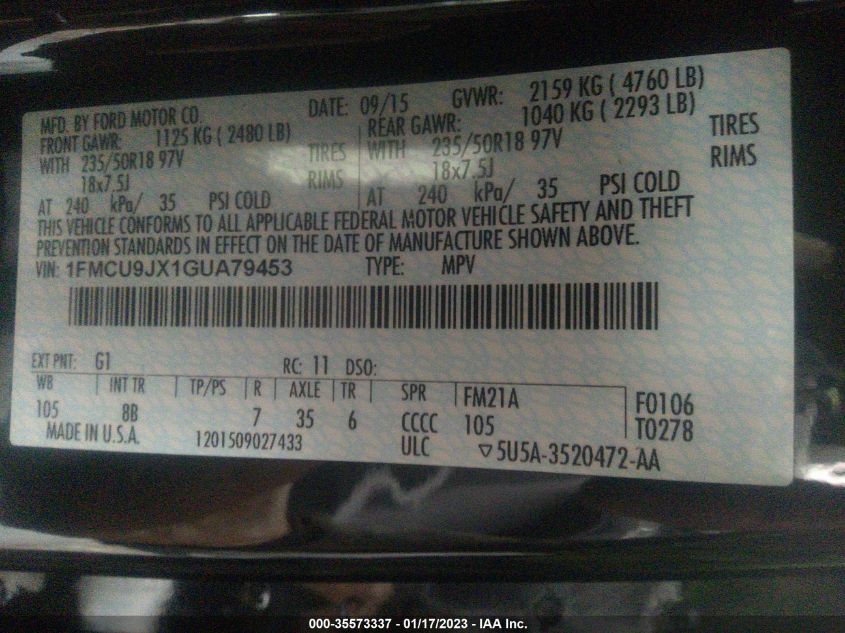 MFD. BY FORD MOTOR CO. DATE: 09/15 GVWR: 2159 KG ( 4760 LB)
FRONT GAWR: 1125 KG ( 2480 LB) REAR GAWR: 1040 KG ( 2293 LB)
WITH 235/50R18 97V TIRES WITH 235/50R18 97V TIRES
18x7.5J RIMS 18x7.5J RIMS
AT 240 kPa/ 35 PSI COLD AT 240 kPa/ 35 PSI COLD
THIS VEHICLE CONFORMS TO ALL APPLICABLE FEDERAL MOTOR VEHICLE SAFETY AND THEFT
PREVENTION STANDARDS IN EFFECT ON THE DATE OF MANUFACTURE SHOWN ABOVE.
VIN: 1FMCU9JX1GUA79453 TYPE: MPV
EXT PNT: G1 RC: 11 DSO:
WB INT TR TP/PS R AXLE TR SPR FM21A F0106
105 8B 7 35 6 CCCC 105 T0278
MADE IN U.S.A. 1201509027433 ULC ▽5U5A-3520472-AA
000-35573337 - 01/17/2023 - IAA Inc.